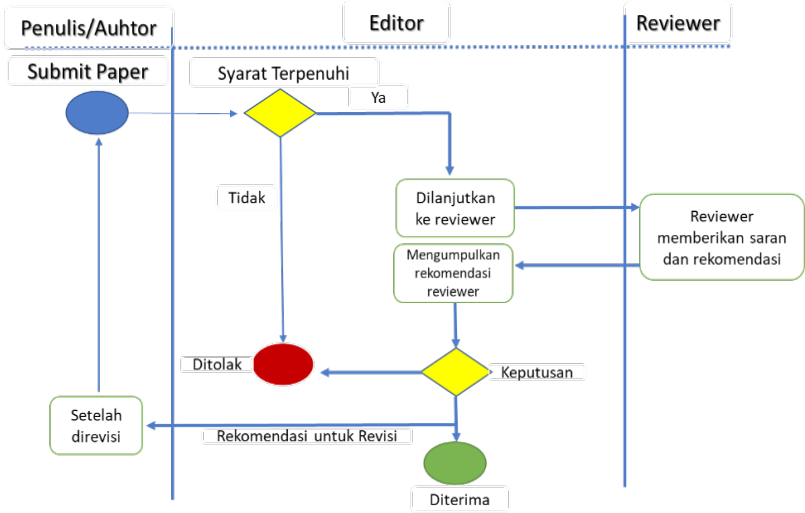 Penulis/Auhtor
Editor
Reviewer
Submit Paper
Syarat Terpenuhi
Ya
Tidak
Dilanjutkan
ke reviewer
Reviewer
memberikan saran
dan rekomendasi
Mengumpulkan
rekomendasi
reviewer
Ditolak
Keputusan
Setelah
direvisi
Rekomendasi untuk Revisi
Diterima